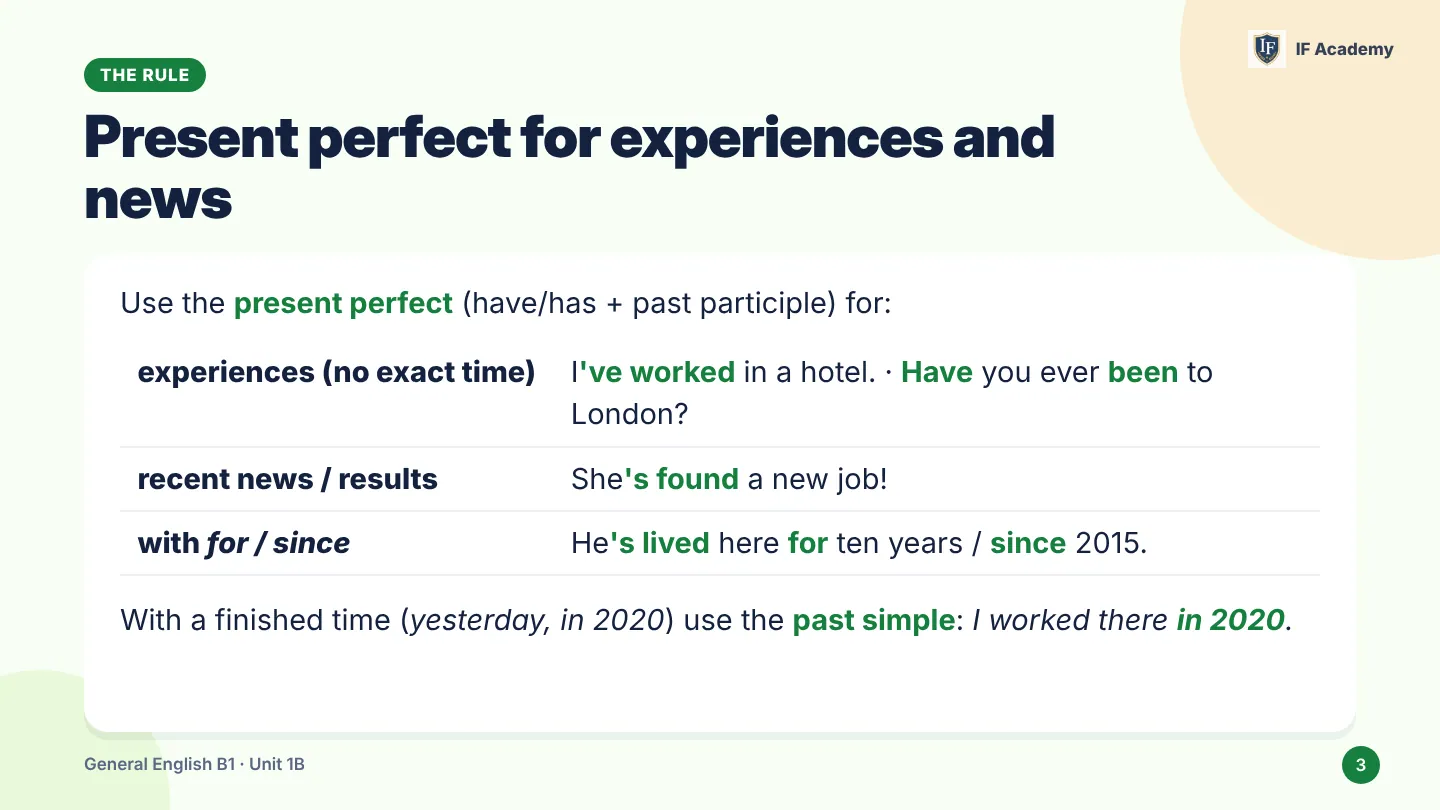 IF Academy
THE RULE
Present perfect for experiences and
news
Use the present perfect (have/has + past participle) for:
experiences (no exact time) I've worked in a hotel. · Have you ever been to
London?
recent news / results She's found a new job!
with for / since He's lived here for ten years / since 2015.
With a finished time (yesterday, in 2020) use the past simple: I worked there in 2020.
General English B1 · Unit 1B
3